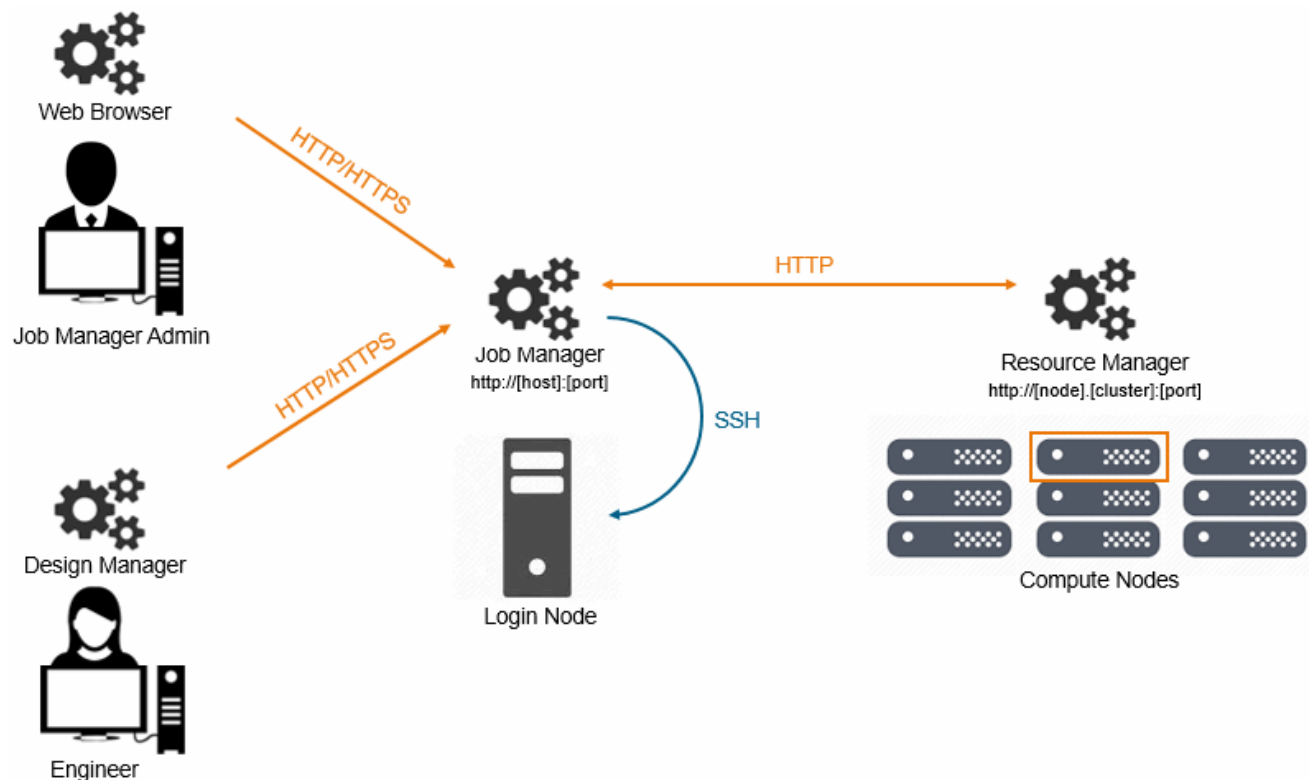 Web Browser
Job Manager Admin
HTTP/HTTPS
HTTP/HTTPS
Design Manager
Engineer
Job Manager
http://[host]:[port]
HTTP
SSH
Login Node
Resource Manager
http://[node].[cluster]:[port]
Compute Nodes